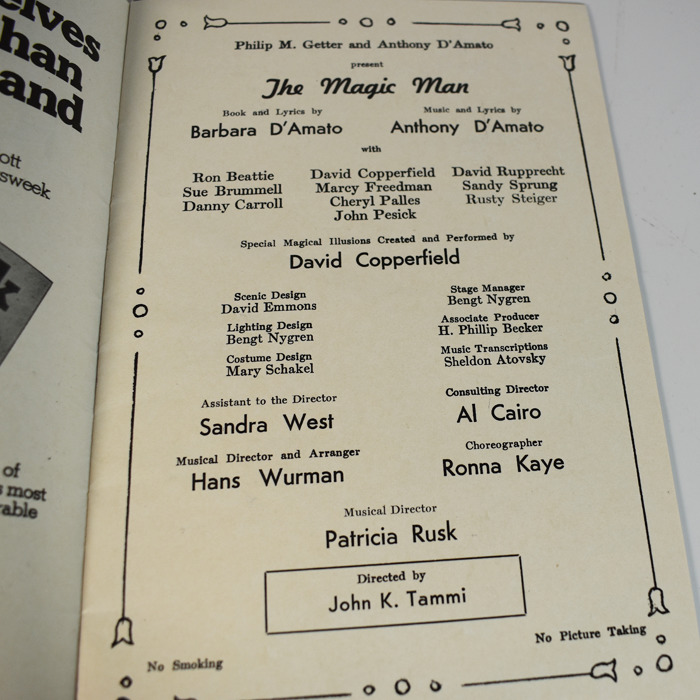 elves
han
and
ott
sweek
k
of
s most
rable
Philip M. Getter and Anthony D'Amato
present
The Magic Man
Book and Lyrics by
Barbara D'Amato
Music and Lyrics by
Anthony D'Amato
with
Ron Beattie
Sue Brummell
Danny Carroll
David Copperfield
Marcy Freedman
Cheryl Palles
John Pesick
David Rupprecht
Sandy Sprung
Rusty Steiger
Special Magical Illusions Created and Performed by
David Copperfield
Scenic Design
David Emmons
Lighting Design
Bengt Nygren
Costume Design
Mary Schakel
Stage Manager
Bengt Nygren
Associate Producer
H. Phillip Becker
Music Transcriptions
Sheldon Atovsky
Assistant to the Director
Sandra West
Consulting Director
Al Cairo
Musical Director and Arranger
Hans Wurman
Choreographer
Ronna Kaye
Musical Director
Patricia Rusk
Directed by
John K. Tammi
No Smoking
No Picture Taking